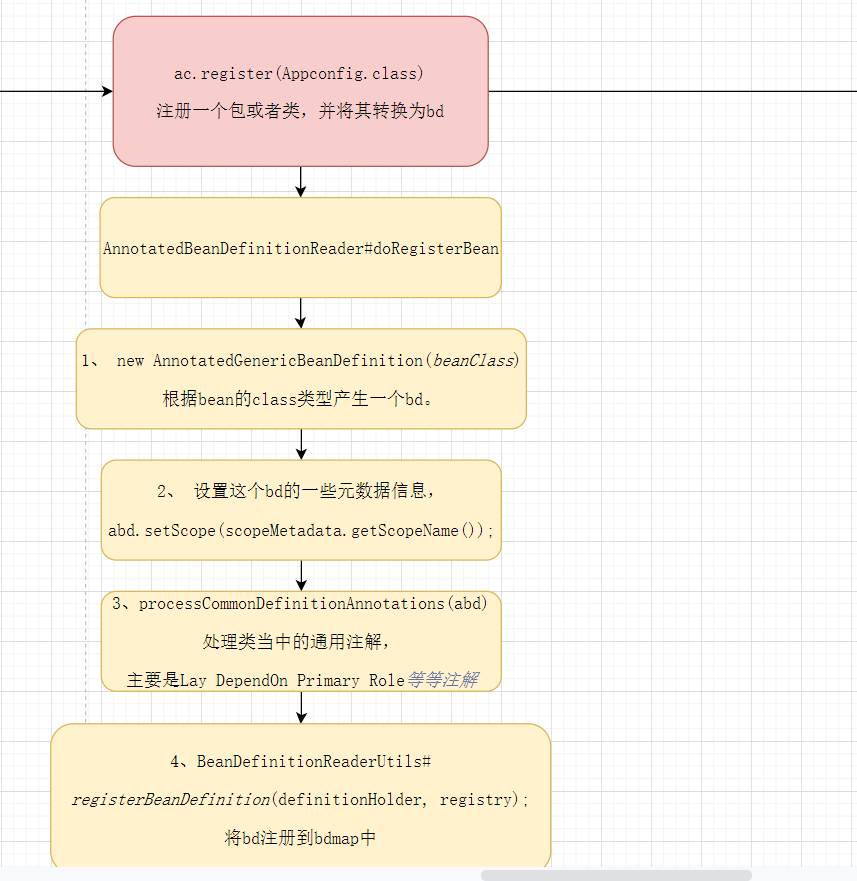 ac.register(Appconfig.class)
注册一个包或者类，并将其转换为bd
AnnotatedBeanDefinitionReader#doRegisterBean
1、 new AnnotatedGenericBeanDefinition(beanClass)
根据bean的class类型产生一个bd。
2、 设置这个bd的一些元数据信息，
abd.setScope(scopeMetadata.getScopeName());
3、processCommonDefinitionAnnotations(abd)
处理类当中的通用注解，
主要是Lay DependOn Primary Role等等注解
4、BeanDefinitionReaderUtils#
registerBeanDefinition(definitionHolder, registry);
将bd注册到bdmap中